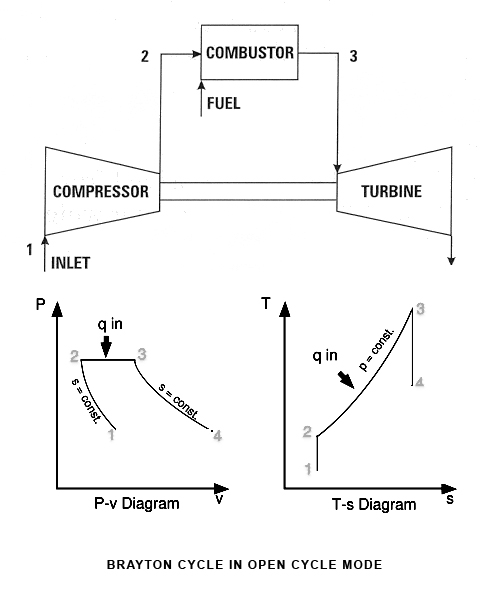 2
COMBUSTOR
3
FUEL
COMPRESSOR
TURBINE
1
INLET
P
q in
2
3
s = const.
s = const.
1
4
P-v Diagram
v
T
3
q in
p = const.
4
2
1
T-s Diagram
s
BRAYTON CYCLE IN OPEN CYCLE MODE